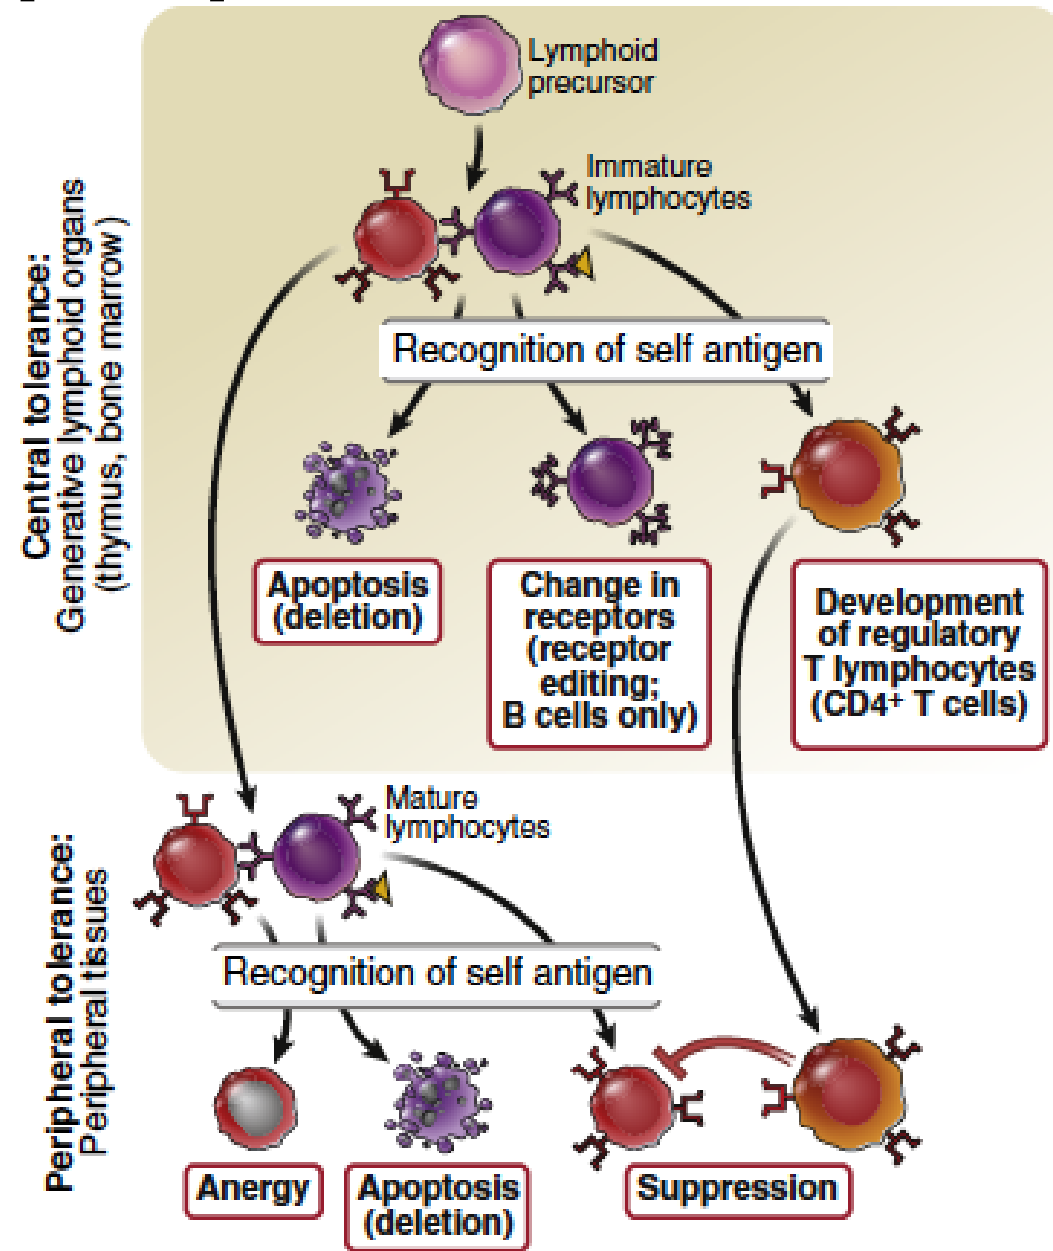 Lymphoid
precursor
Immature
lymphocytes
Central tolerance:
Generative lymphoid organs
(thymus, bone marrow)
Recognition of self antigen
Apoptosis
(deletion)
Change in
receptors
(receptor
editing;
B cells only)
Development
of regulatory
T lymphocytes
(CD4+ T cells)
Mature
lymphocytes
Peripheral tolerance:
Peripheral tissues
Recognition of self antigen
Anergy
Apoptosis
(deletion)
Suppression